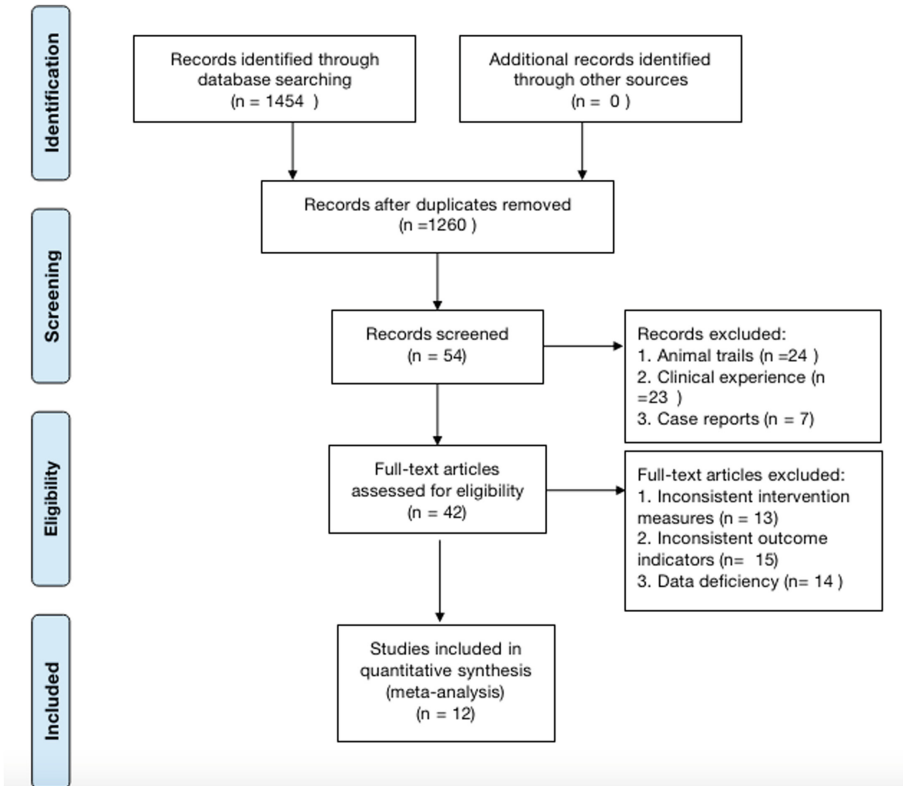 Identification
Records identified through
database searching
(n = 1454  )
Additional records identified
through other sources
(n =  0 )
Records after duplicates removed
(n =1260 )
Screening
Records screened
(n = 54)
Records excluded:
1. Animal trails (n =24 )
2. Clinical experience (n
=23  )
3. Case reports (n = 7)
Eligibility
Full-text articles
assessed for eligibility
(n = 42)
Full-text articles excluded:
1. Inconsistent intervention
measures (n = 13)
2. Inconsistent outcome
indicators (n=  15)
3. Data deficiency (n= 14 )
Included
Studies included in
quantitative synthesis
(meta-analysis)
(n = 12)